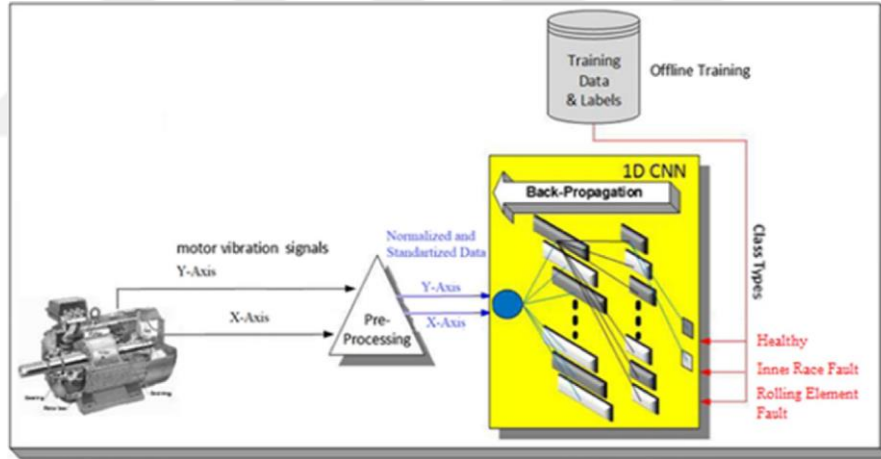 Training
Data
& Labels
Offline Training
1D CNN
Back-Propagation
motor vibration signals
Y-Axis
X-Axis
Normalized and
Standartized Data
Y-Axis
X-Axis
Pre-
Processing
Class Types
Healthy
Inner Race Fault
Rolling Element
Fault